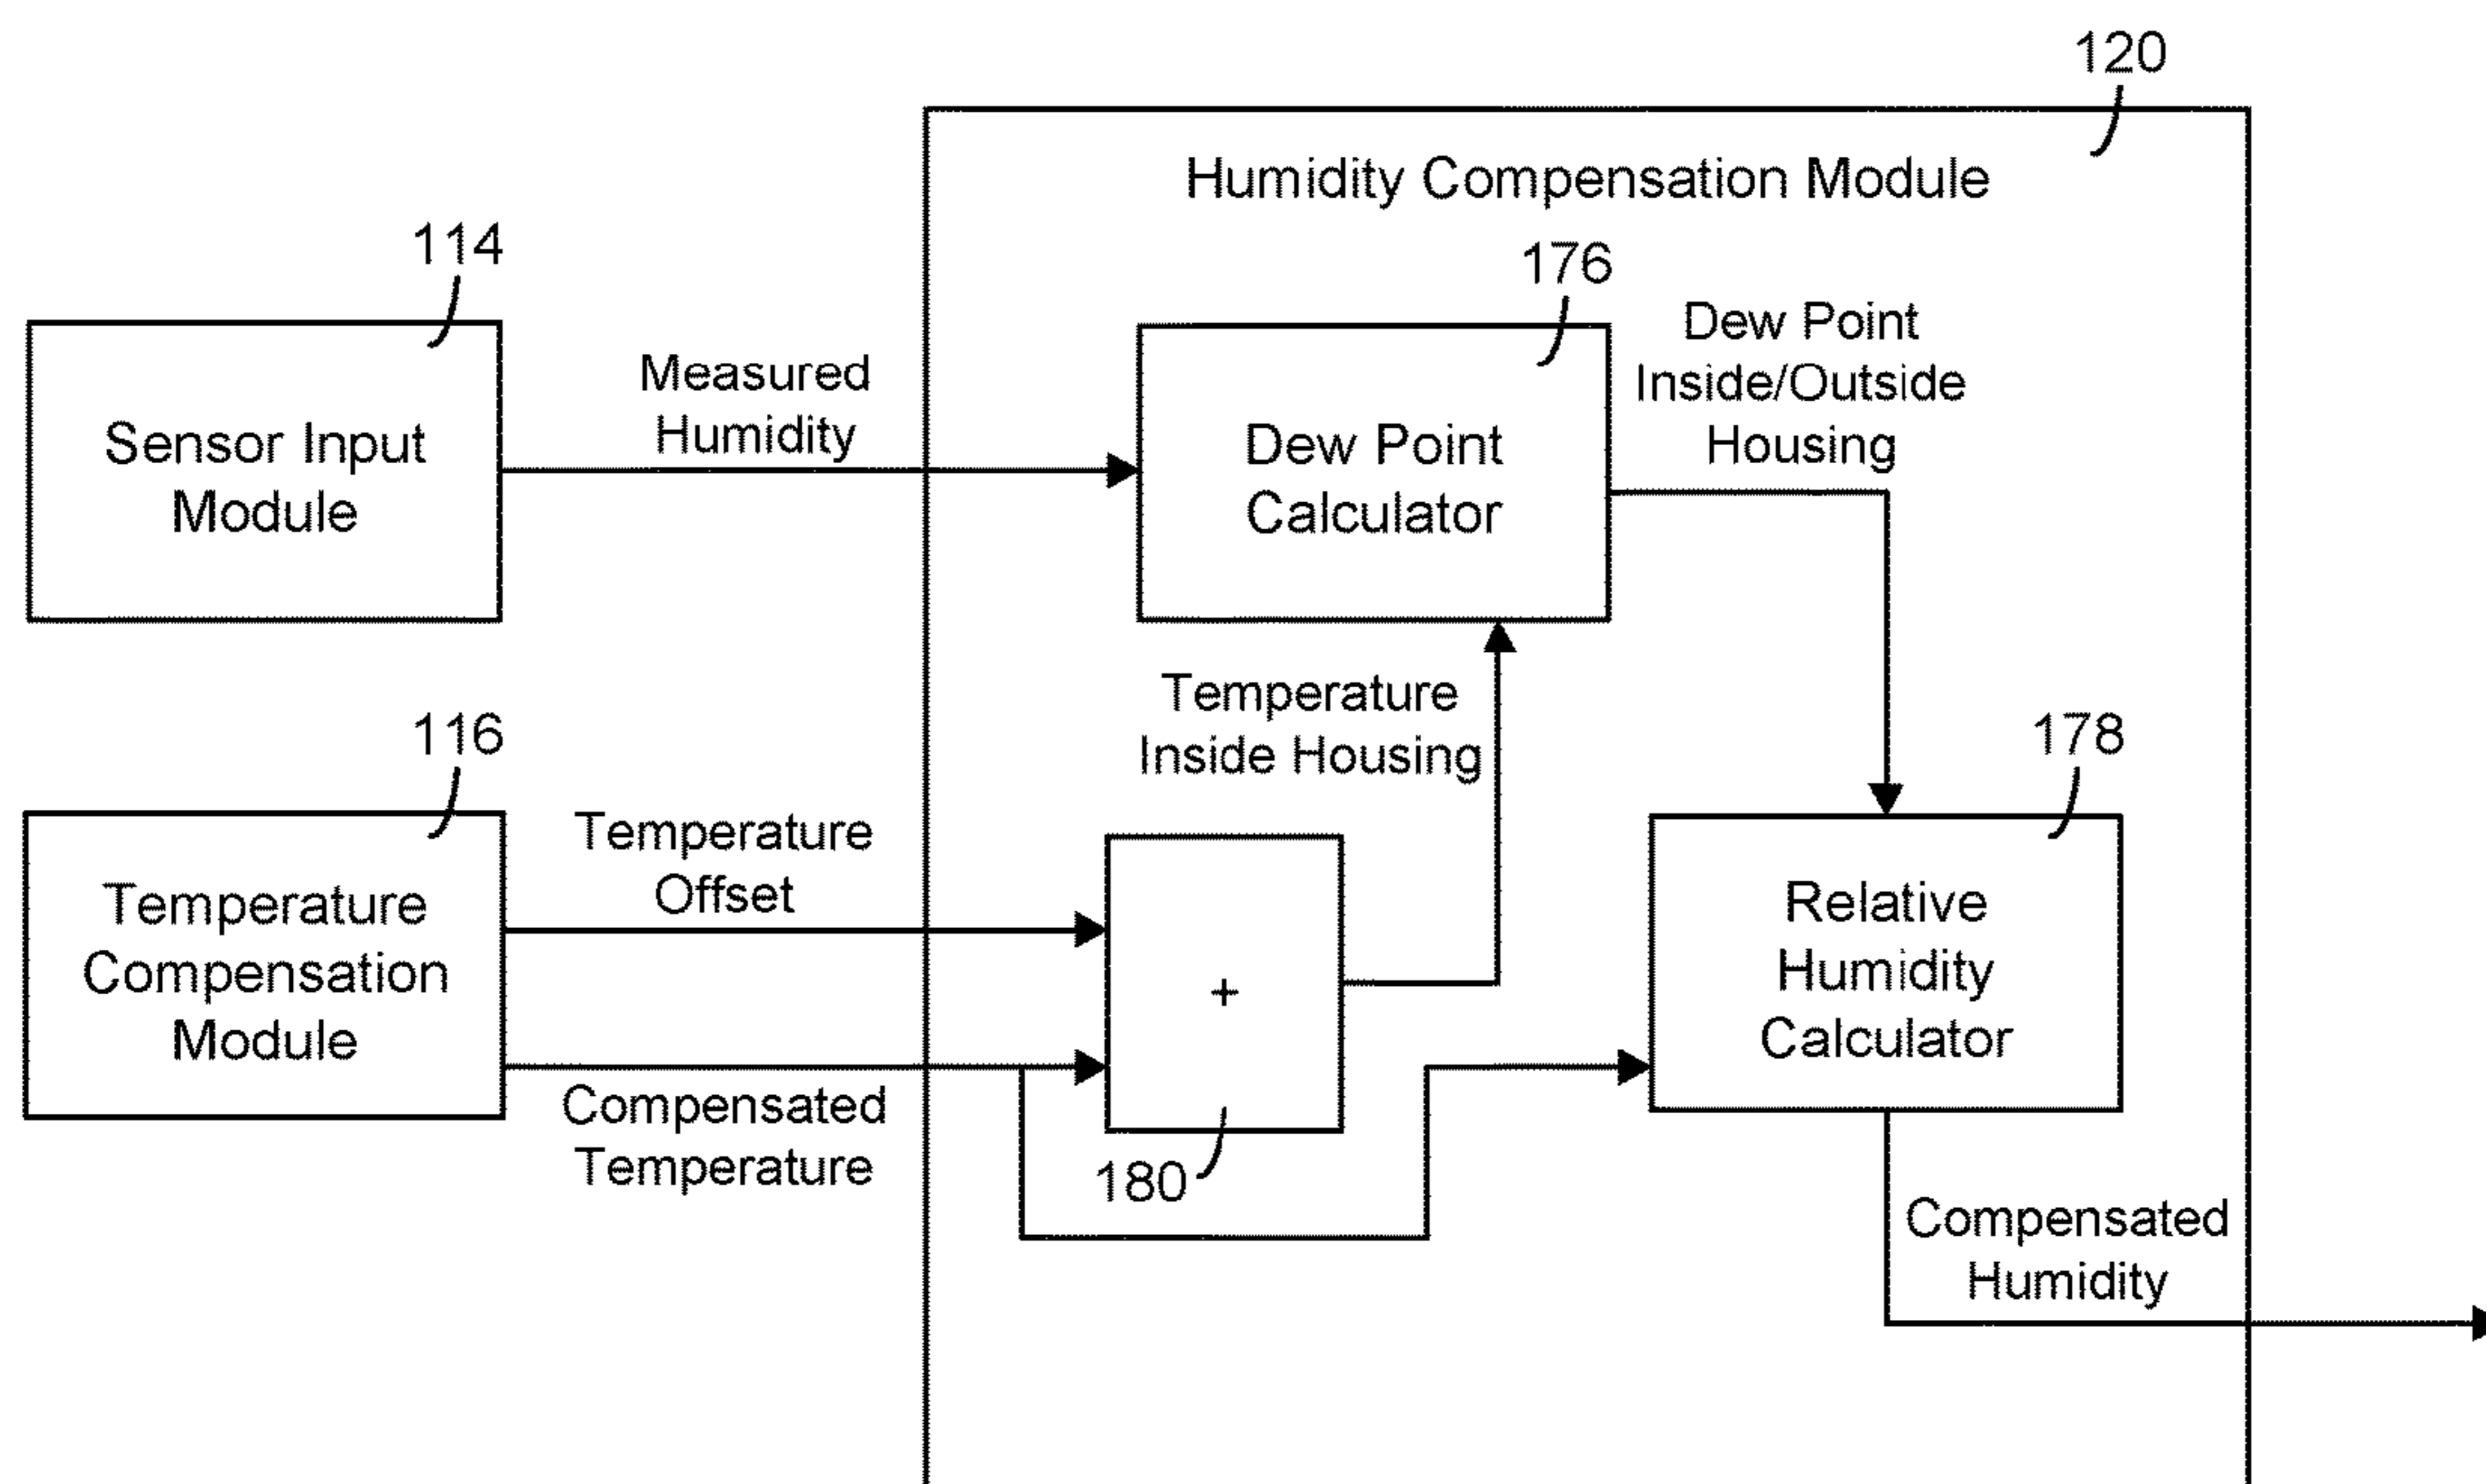 120
Humidity Compensation Module
114
Sensor Input
Module
Measured
Humidity
176
Dew Point
Calculator
Dew Point
Inside/Outside
Housing
116
Temperature
Compensation
Module
Temperature
Offset
Compensated
Temperature
Temperature
Inside Housing
+
180
178
Relative
Humidity
Calculator
Compensated
Humidity